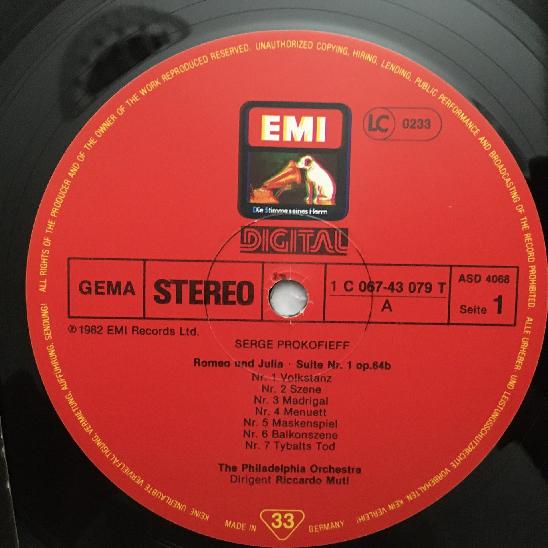 ALL RIGHTS OF THE PRODUCER AND OF THE OWNER OF THE WORK REPRODUCED RESERVED. UNAUTHORIZED COPYING, HIRING, LENDING, PUBLIC PERFORMANCE AND BROADCASTING OF THE RECORD PROHIBITED. ALLE URHEBER UND LEISTUNGSSCHUTZRECHTE VORBEHALTEN KEIN VERLEIH! KEINE UNERLAUBTE VERVIELFÄLTIGUNG, VERMIETUNG, AUFFÜHRUNG, SENDUNG!
EMI
LC 0233
Die Stimme seines Herrn
DIGITAL
GEMA STEREO 1 C 067-43 079 T ASD 4068
A Seite 1
℗ 1982 EMI Records Ltd.
SERGE PROKOFIEFF
Romeo und Julia · Suite Nr. 1 op.64b
Nr. 1 Volkstanz
Nr. 2 Szene
Nr. 3 Madrigal
Nr. 4 Menuett
Nr. 5 Maskenspiel
Nr. 6 Balkonszene
Nr. 7 Tybalts Tod
The Philadelphia Orchestra
Dirigent Riccardo Muti
MADE IN 33 GERMANY